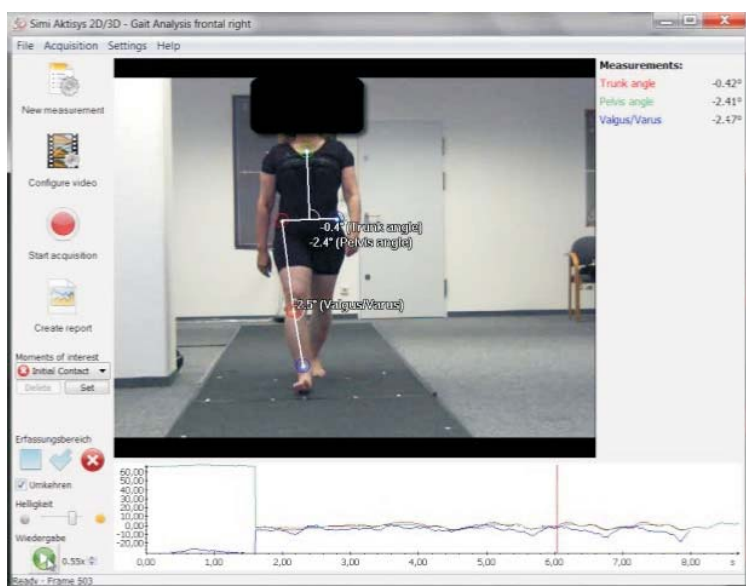 Simi Aktisys 2D/3D - Gait Analysis frontal right
File Acquisition Settings Help
New measurement
Configure video
Start acquisition
Create report
Moments of interest
Initial Contact
Delete Set
Erfassungsbereich
Umkehren
Helligkeit
Wiedergabe
0.55x
Ready - Frame 503
-0.4° (Trunk angle)
-2.4° (Pelvis angle)
-2.5° (Valgus/Varus)
Measurements:
Trunk angle -0.42°
Pelvis angle -2.41°
Valgus/Varus -2.47°
60,00
50,00
40,00
30,00
20,00
10,00
0,00
-10,00
-20,00
0,00 1,00 2,00 3,00 4,00 5,00 6,00 7,00 8,00 s